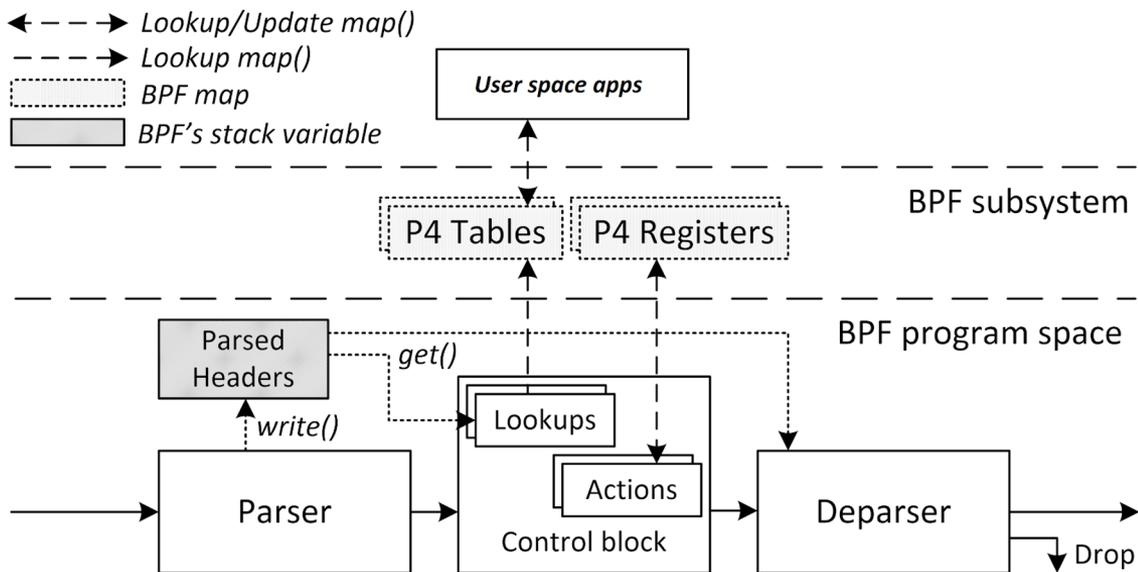 Lookup/Update map()
Lookup map()
BPF map
BPF's stack variable
User space apps
BPF subsystem
P4 Tables
P4 Registers
BPF program space
Parsed
Headers
get()
write()
Lookups
Actions
Parser
Control block
Deparser
Drop